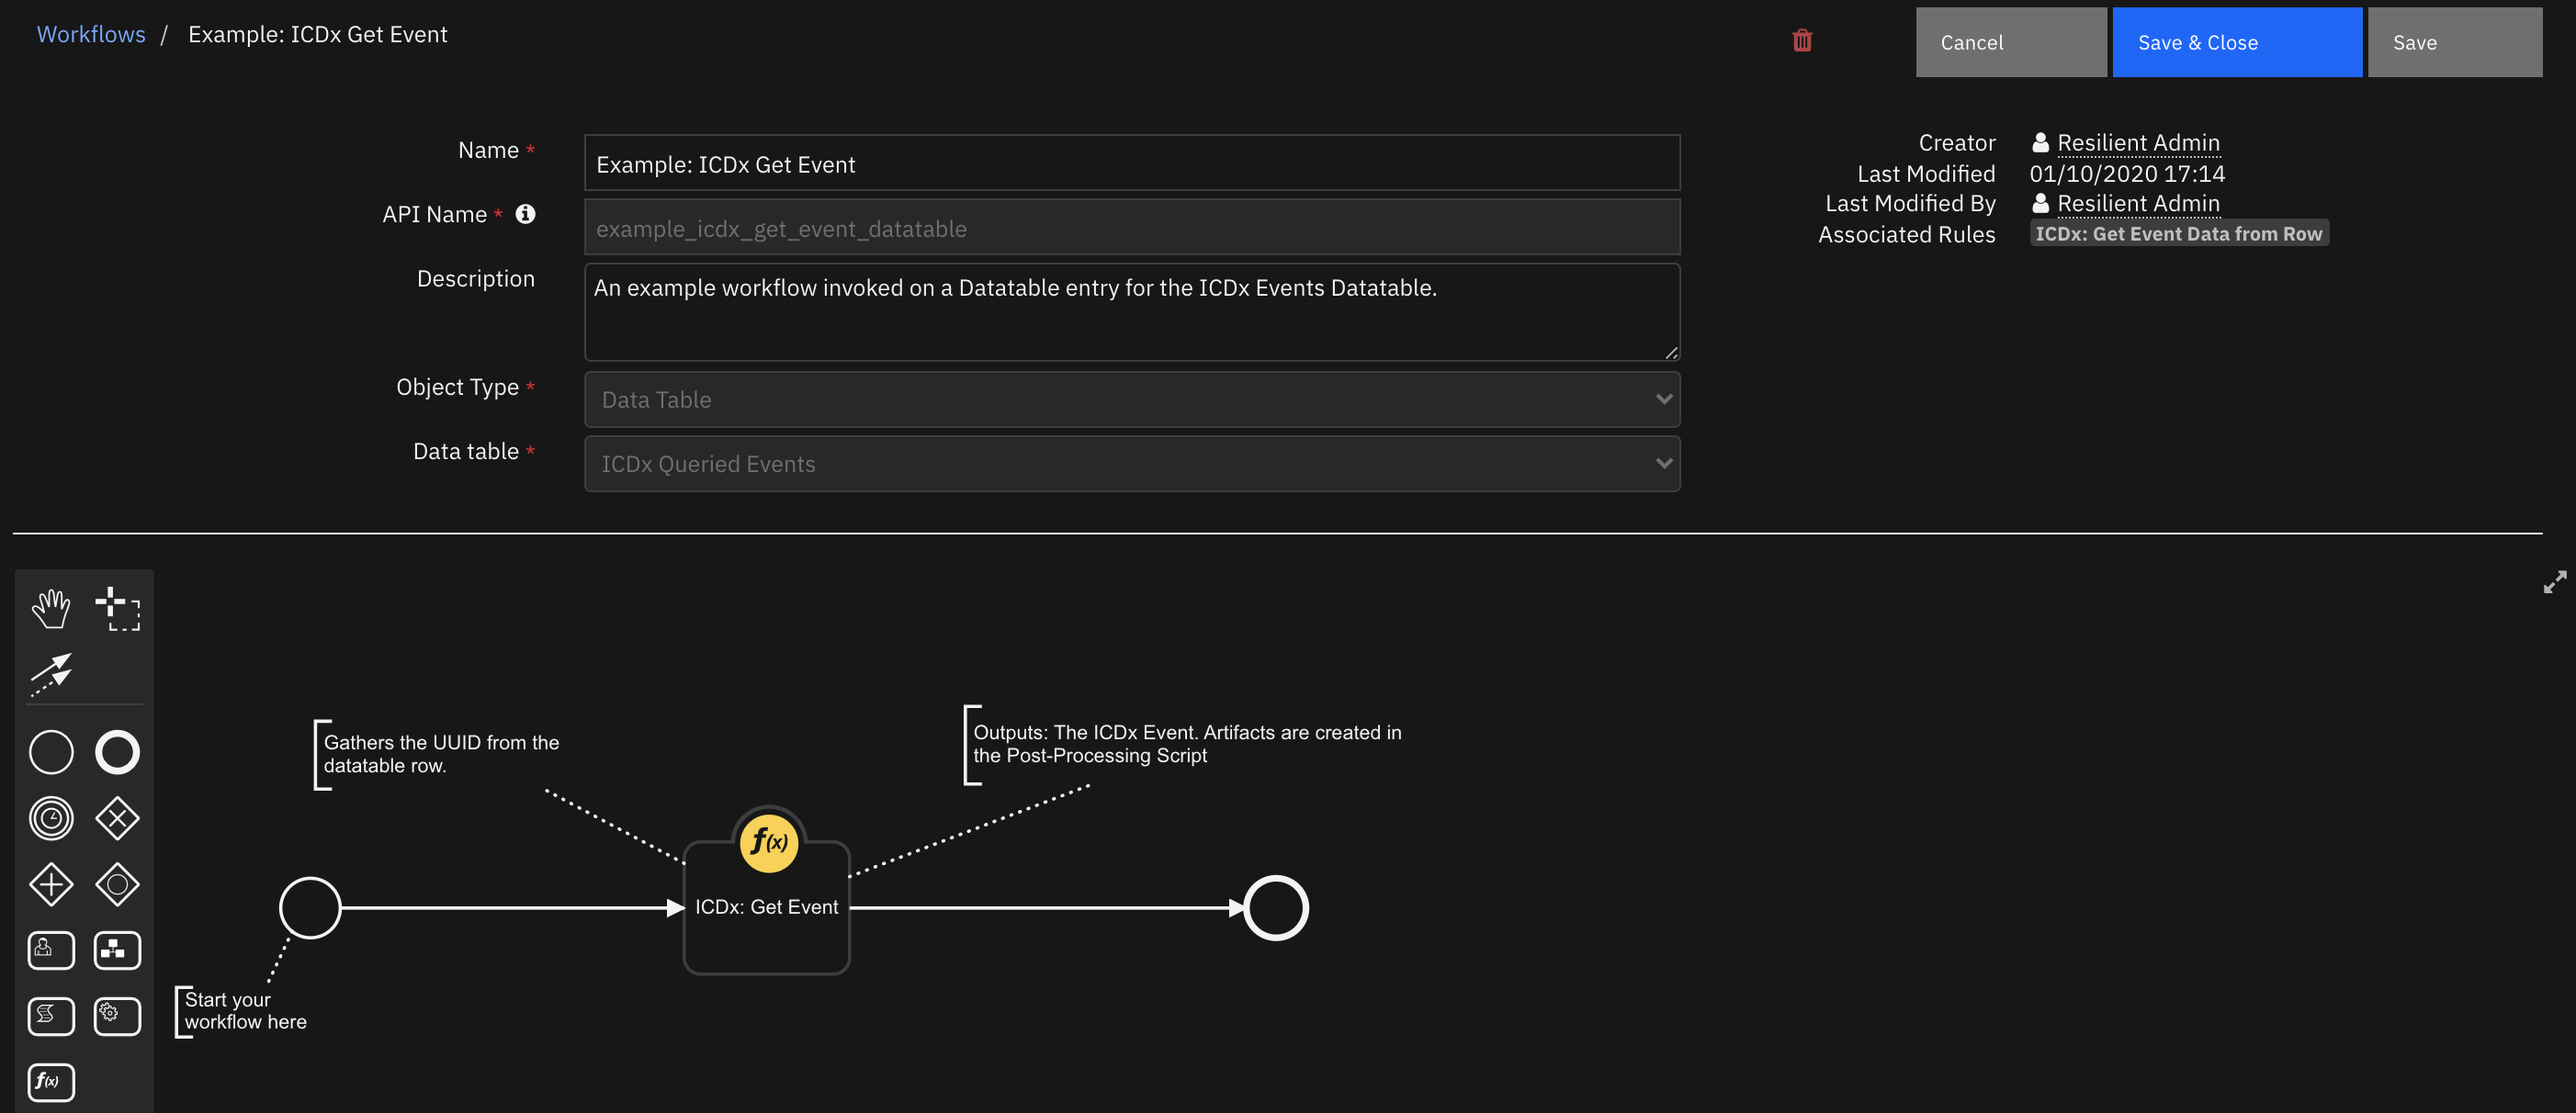 Workflows / Example: ICDx Get Event
Cancel
Save & Close
Save
Name *
Example: ICDx Get Event
API Name *
example_icdx_get_event_datatable
Description
An example workflow invoked on a Datatable entry for the ICDx Events Datatable.
Object Type *
Data Table
Data table *
ICDx Queried Events
Creator Resilient Admin
Last Modified 01/10/2020 17:14
Last Modified By Resilient Admin
Associated Rules ICDx: Get Event Data from Row
Gathers the UUID from the
datatable row.
Outputs: The ICDx Event. Artifacts are created in
the Post-Processing Script
f(x)
ICDx: Get Event
Start your
workflow here
f(x)